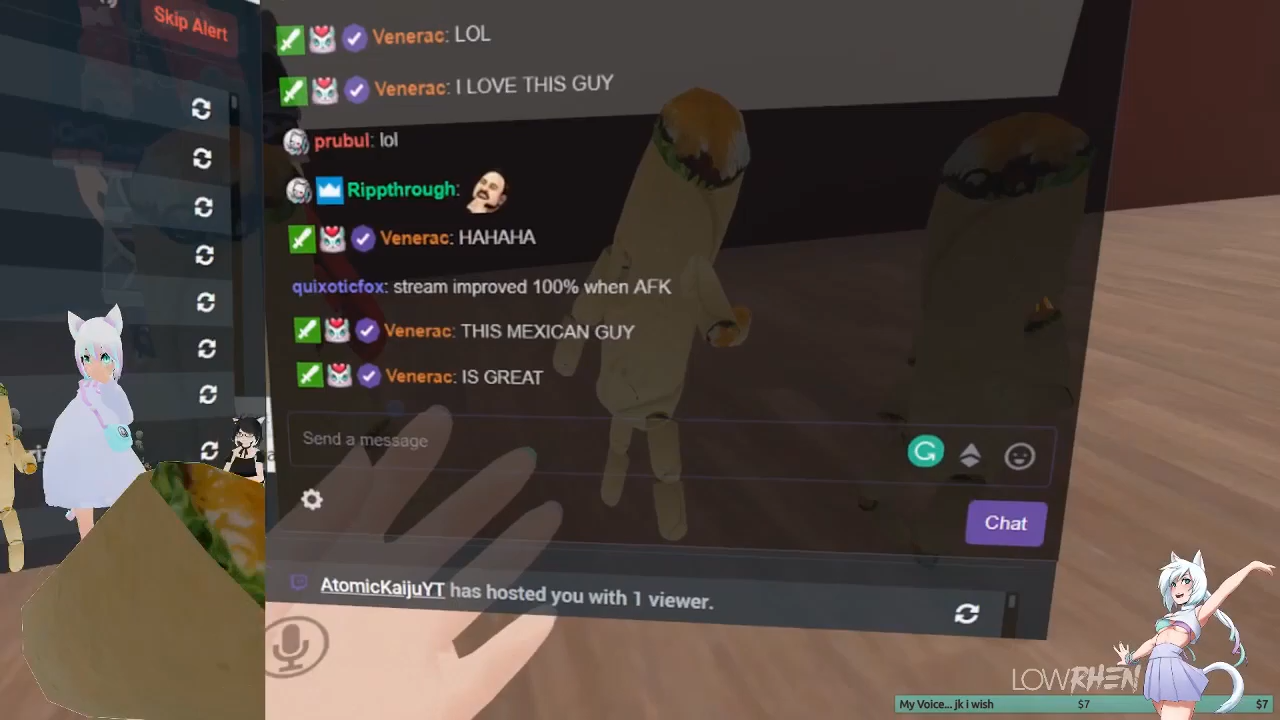 Skip Alert
Venerac: LOL
Venerac: I LOVE THIS GUY
prubul: lol
Rippthrough:
Venerac: HAHAHA
quixoticfox: stream improved 100% when AFK
Venerac: THIS MEXICAN GUY
Venerac: IS GREAT
Send a message
Chat
AtomicKaijuYT has hosted you with 1 viewer.
LOWRHEN
My Voice... jk i wish $7 $7